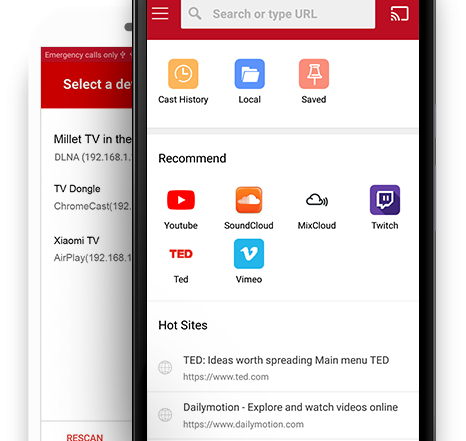 Emergency calls only
Select a de
Millet TV in the
DLNA (192.168.1.
TV Dongle
ChromeCast(192.
Xiaomi TV
AirPlay(192.168.1
RESCAN
Search or type URL
Cast History
Local
Saved
Recommend
Youtube
SoundCloud
MixCloud
Twitch
TED
Ted
Vimeo
Hot Sites
TED: Ideas worth spreading Main menu TED
https://www.ted.com
Dailymotion - Explore and watch videos online
https://www.dailymotion.com